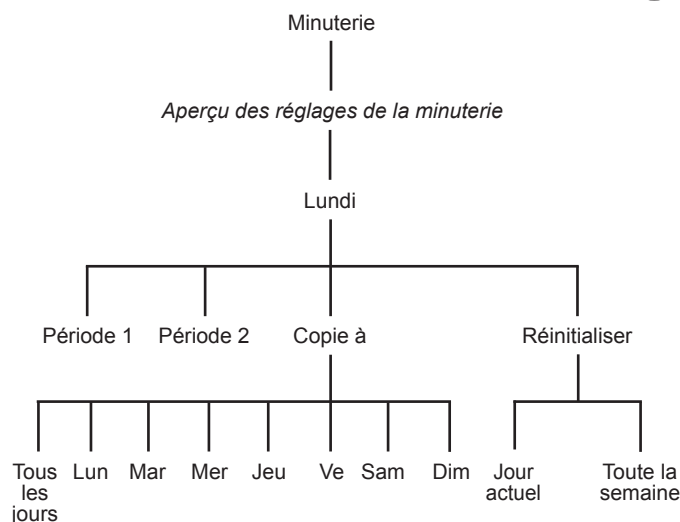 Minuterie
Aperçu des réglages de la minuterie
Lundi
Période 1 Période 2 Copie à Réinitialiser
Tous les jours Lun Mar Mer Jeu Ve Sam Dim Jour actuel Toute la semaine